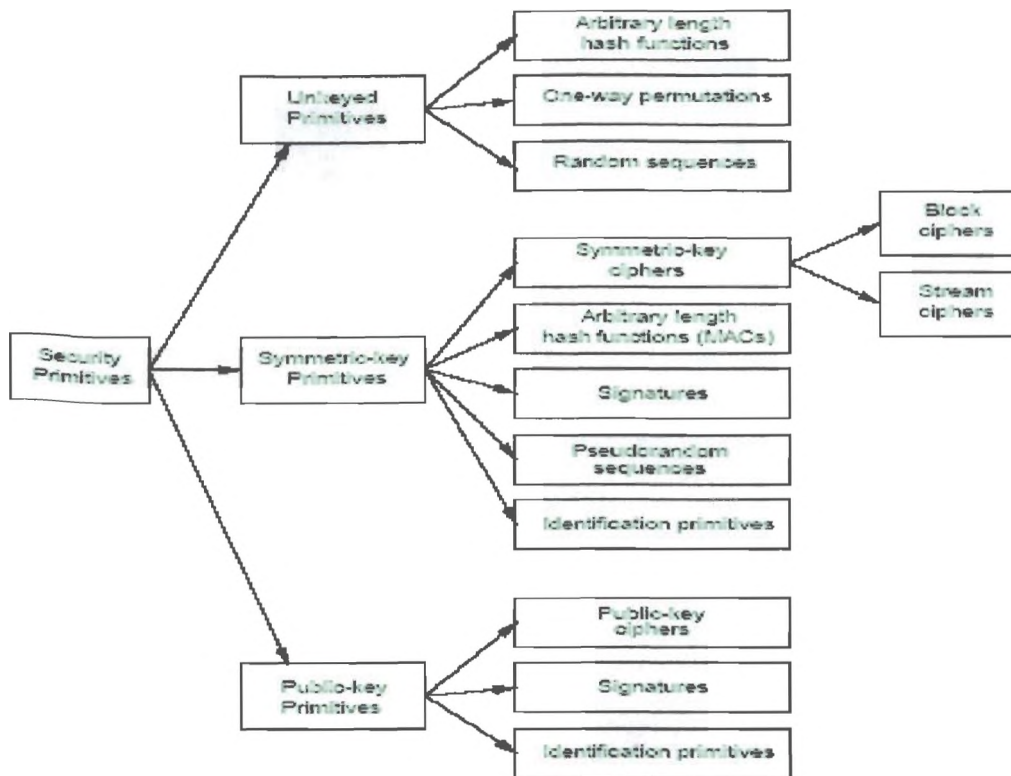 Security
Primitives
Unkeyed
Primitives
Arbitrary length
hash functions
One-way permutations
Random sequences
Symmetric-key
Primitives
Symmetric-key
ciphers
Block
ciphers
Stream
ciphers
Arbitrary length
hash functions (MACs)
Signatures
Pseudorandom
sequences
Identification primitives
Public-key
Primitives
Public-key
ciphers
Signatures
Identification primitives